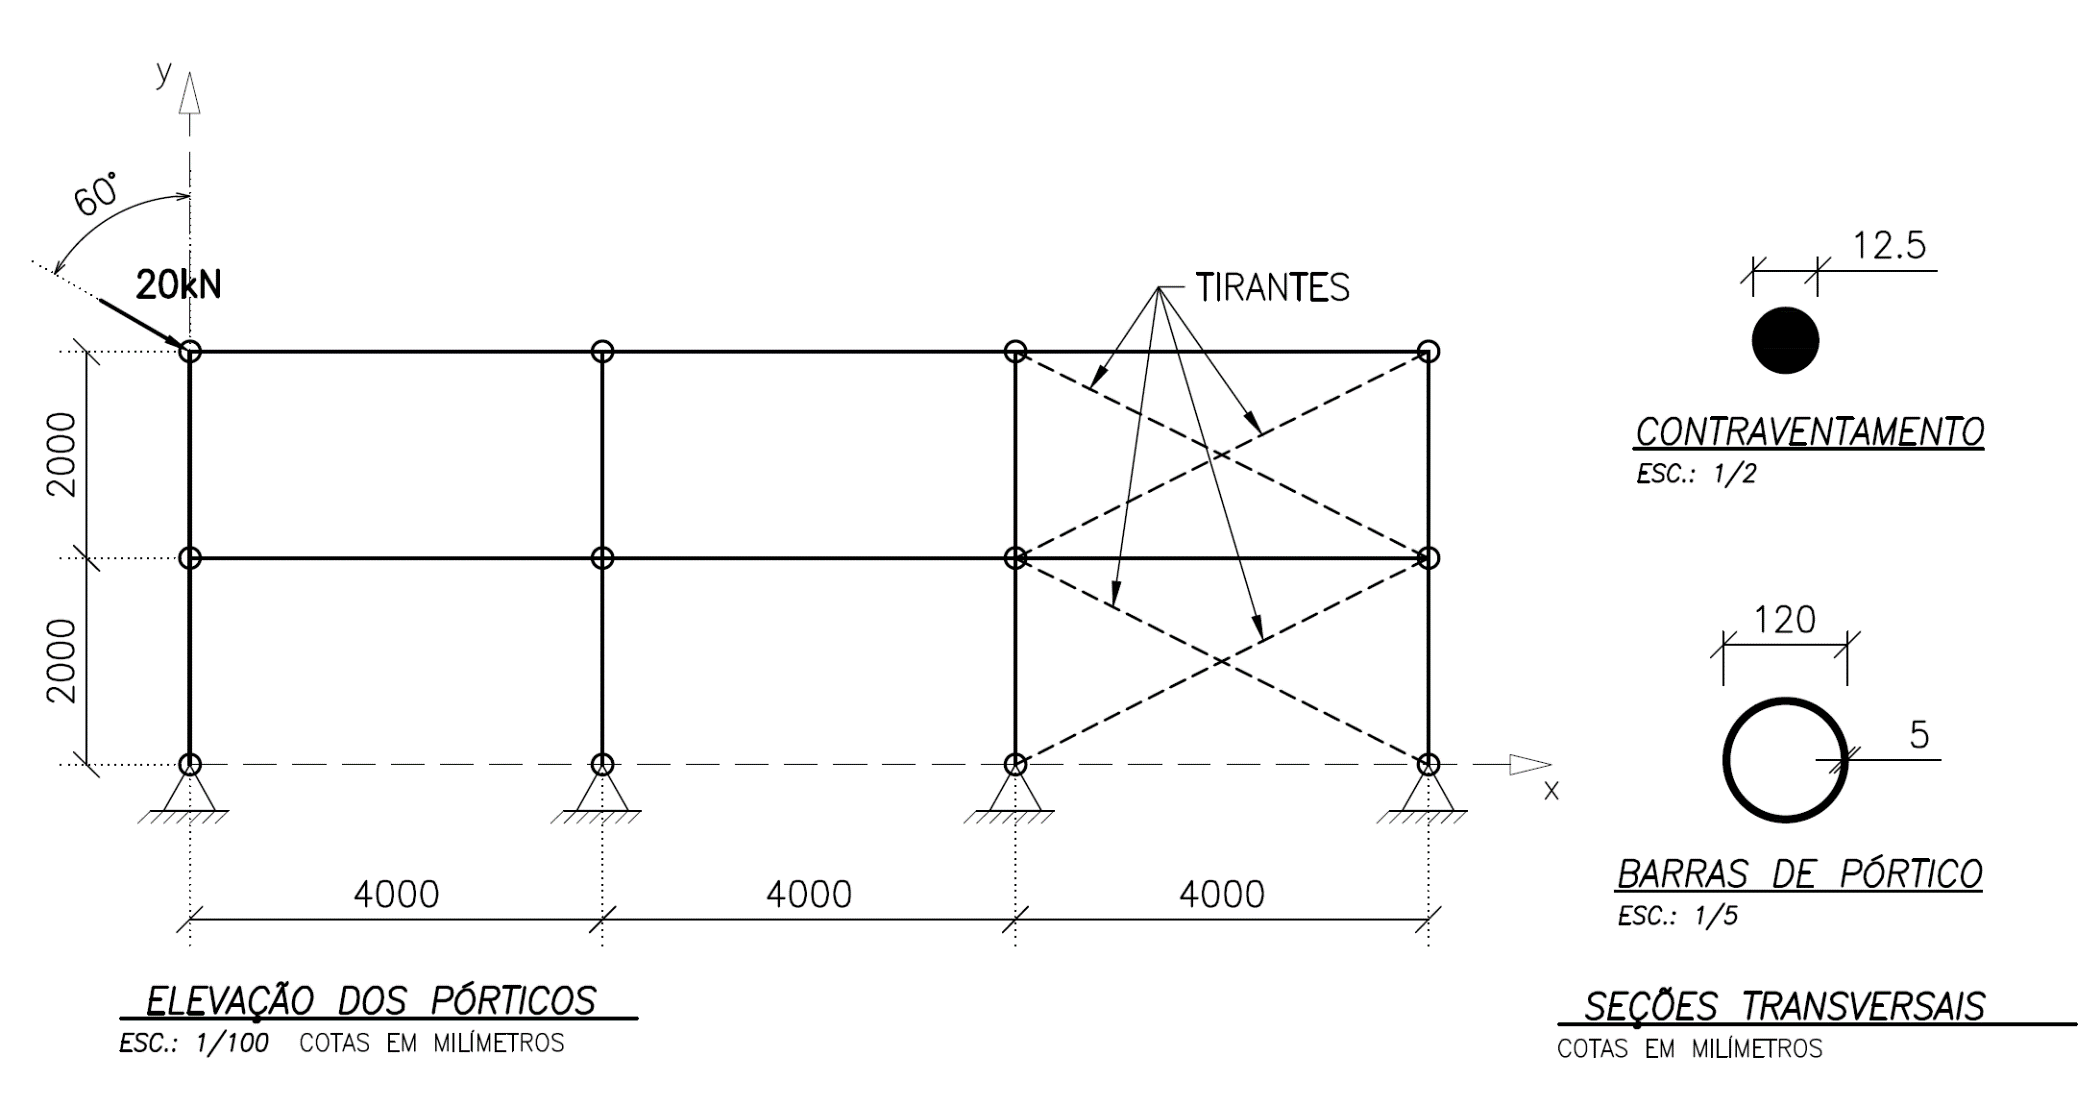 y
60°
20kN
TIRANTES
2000
2000
x
4000
4000
4000
ELEVAÇÃO DOS PÓRTICOS
ESC.: 1/100 COTAS EM MILÍMETROS
12.5
CONTRAVENTAMENTO
ESC.: 1/2
120
5
BARRAS DE PÓRTICO
ESC.: 1/5
SEÇÕES TRANSVERSAIS
COTAS EM MILÍMETROS